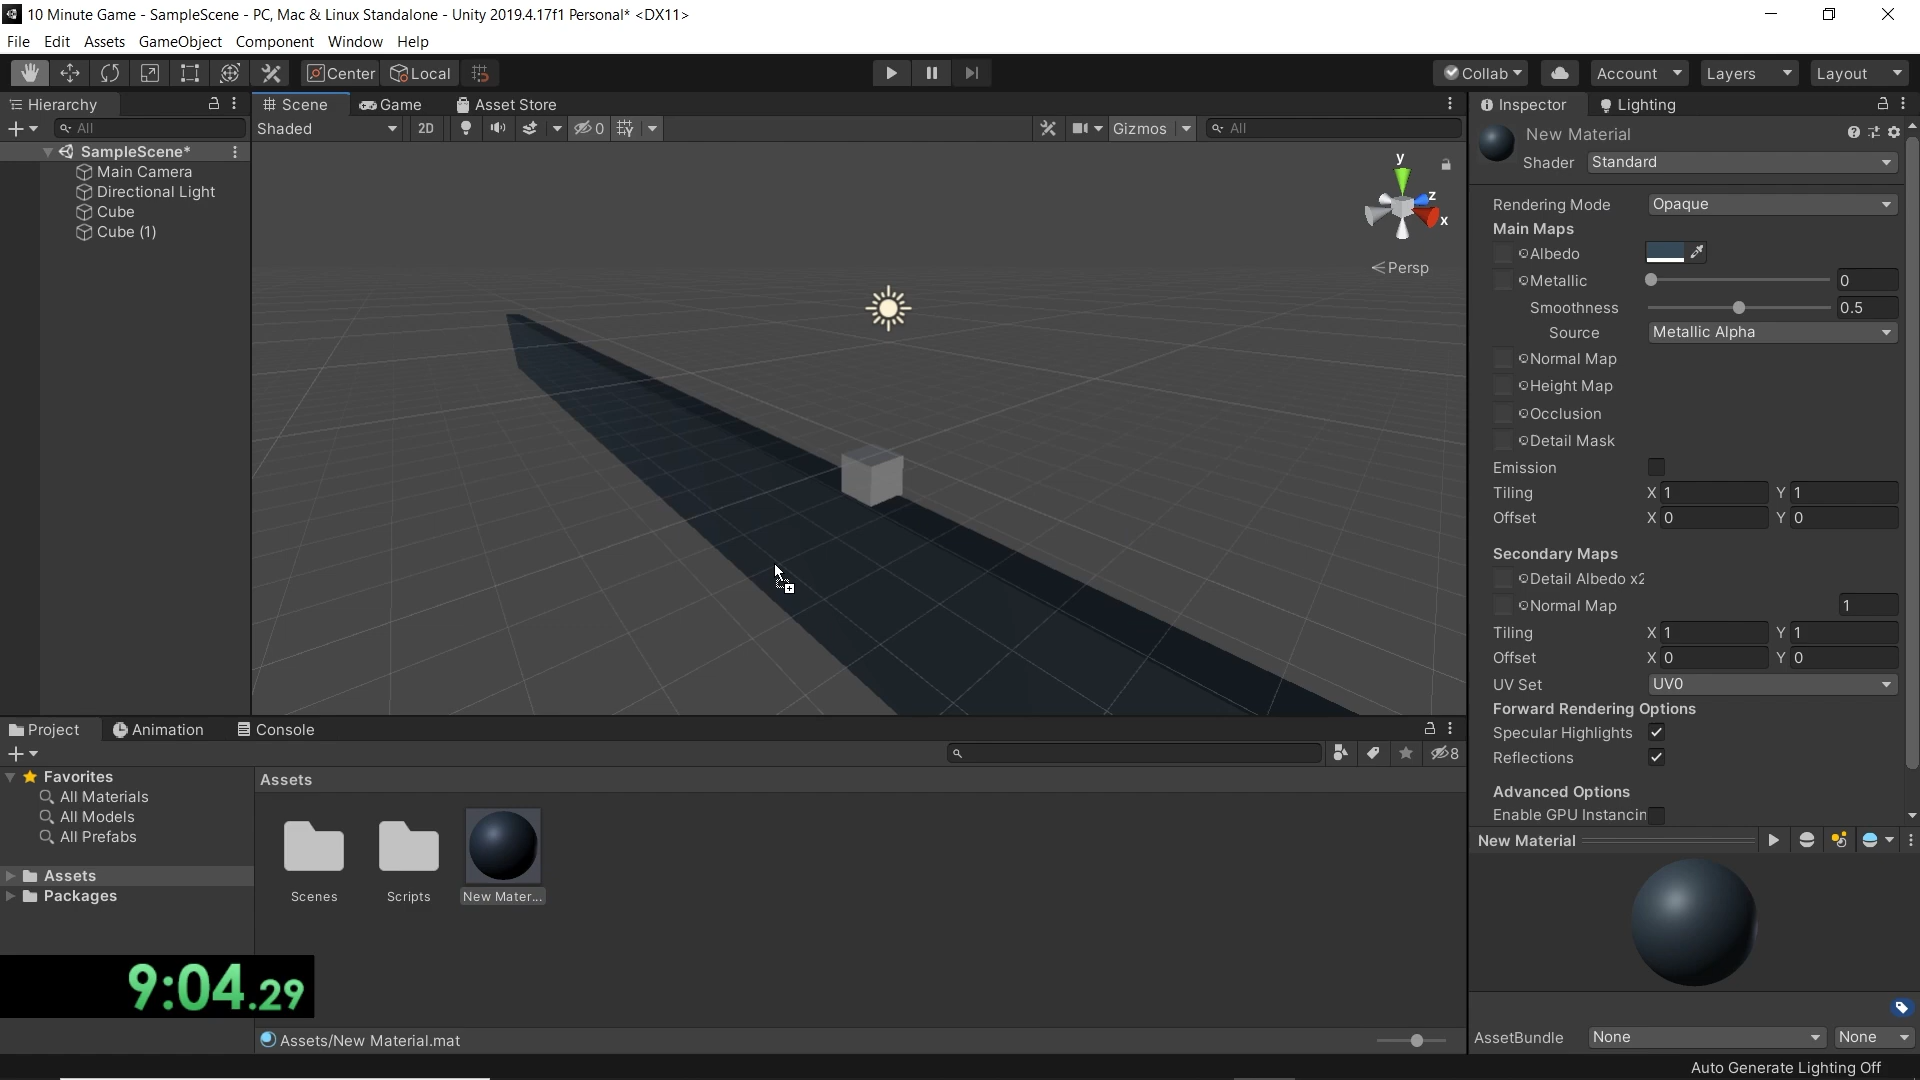 10 Minute Game - SampleScene - PC, Mac & Linux Standalone - Unity 2019.4.17f1 Personal* <DX11>
File Edit Assets GameObject Component Window Help
Center Local Collab Account Layers Layout
Hierarchy
All
SampleScene*
Main Camera
Directional Light
Cube
Cube (1)
Scene Game Asset Store
Shaded 2D 0 Gizmos All
y
z
x
Persp
Inspector Lighting
New Material
Shader Standard
Rendering Mode Opaque
Main Maps
Albedo
Metallic 0
Smoothness 0.5
Source Metallic Alpha
Normal Map
Height Map
Occlusion
Detail Mask
Emission
Tiling X 1 Y 1
Offset X 0 Y 0
Secondary Maps
Detail Albedo x2
Normal Map 1
Tiling X 1 Y 1
Offset X 0 Y 0
UV Set UV0
Forward Rendering Options
Specular Highlights
Reflections
Advanced Options
Enable GPU Instancin
New Material
AssetBundle None None
Project Animation Console
8
Favorites
All Materials
All Models
All Prefabs
Assets
Packages
Assets
Scenes Scripts New Mater...
9:04.29
Assets/New Material.mat
Auto Generate Lighting Off